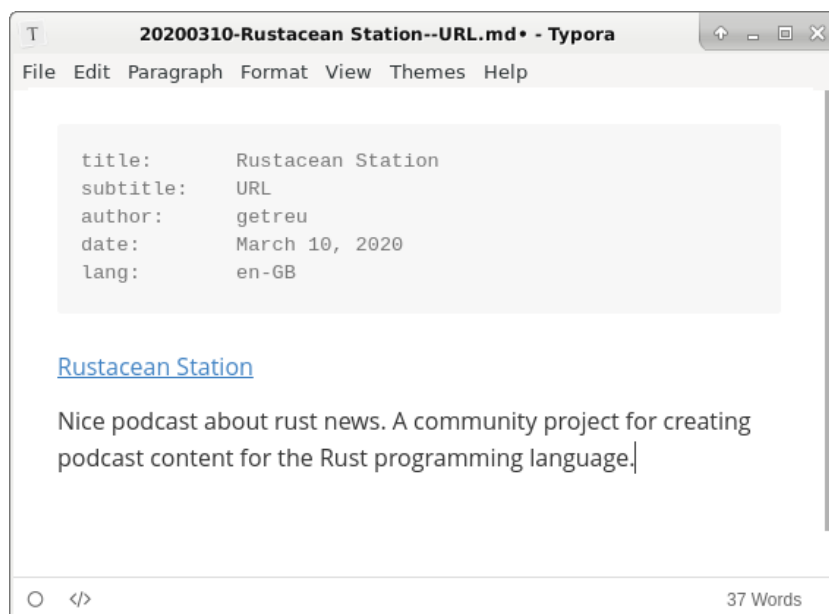 T 20200310-Rustacean Station--URL.md• - Typora
File Edit Paragraph Format View Themes Help
title: Rustacean Station
subtitle: URL
author: getreu
date: March 10, 2020
lang: en-GB
Rustacean Station
Nice podcast about rust news. A community project for creating
podcast content for the Rust programming language.
</> 37 Words